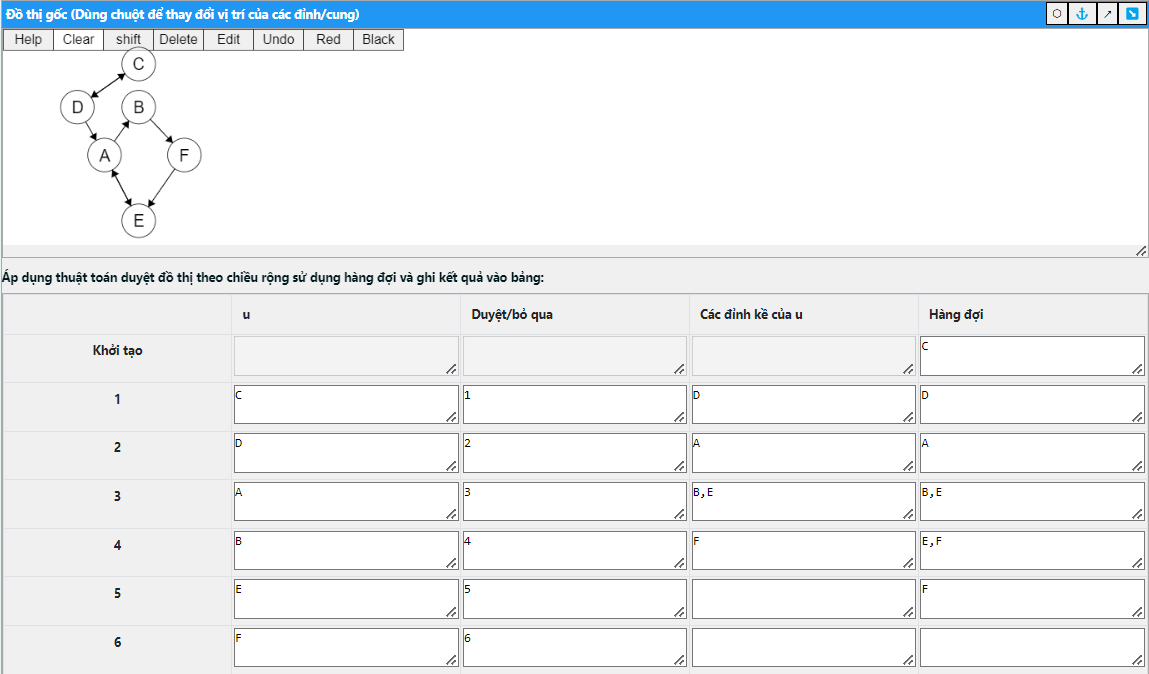 Đồ thị gốc (Dùng chuột để thay đổi vị trí của các đỉnh/cung)
Help Clear shift Delete Edit Undo Red Black
C
D B
A F
E
Áp dụng thuật toán duyệt đồ thị theo chiều rộng sử dụng hàng đợi và ghi kết quả vào bảng:
u Duyệt/bỏ qua Các đỉnh kề của u Hàng đợi
Khởi tạo C
1 C 1 D D
2 D 2 A A
3 A 3 B,E B,E
4 B 4 F E,F
5 E 5 F
6 F 6